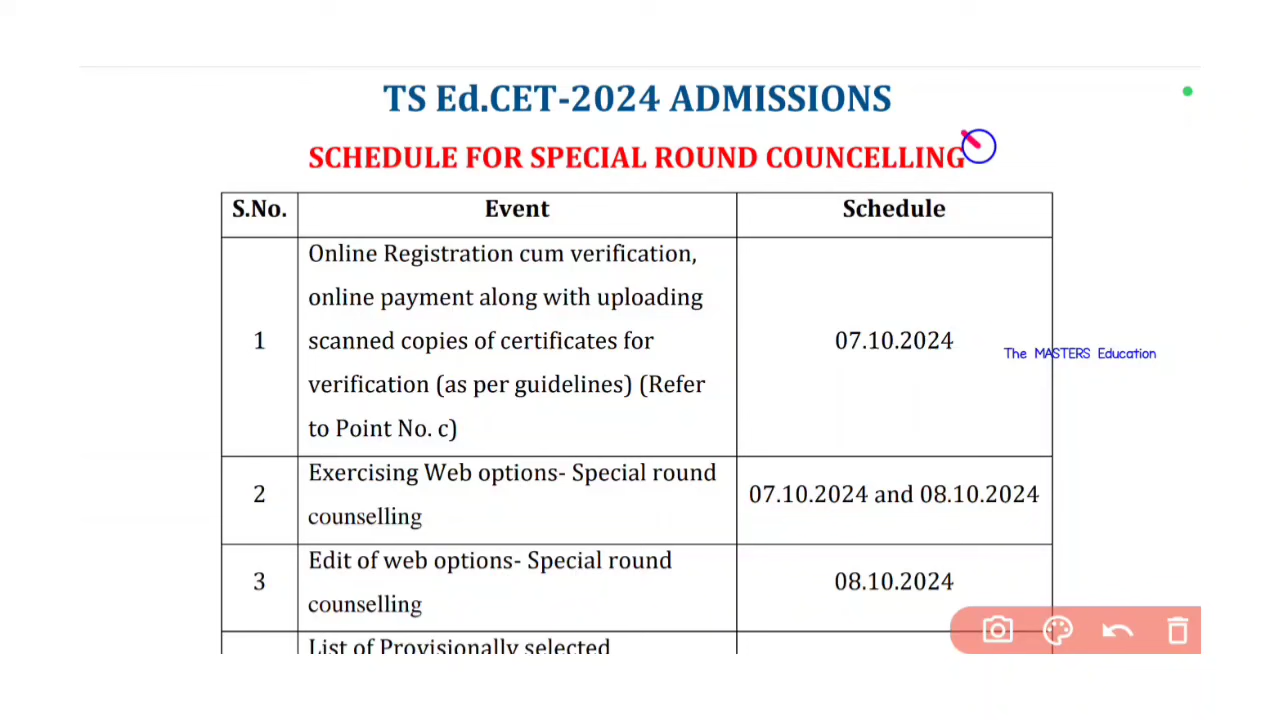 TS Ed.CET-2024 ADMISSIONS
SCHEDULE FOR SPECIAL ROUND COUNCELLING
S.No. Event Schedule
Online Registration cum verification,
online payment along with uploading
1 scanned copies of certificates for 07.10.2024
The MASTERS Education
verification (as per guidelines) (Refer
to Point No. c)
Exercising Web options- Special round
2 07.10.2024 and 08.10.2024
counselling
Edit of web options- Special round
3 08.10.2024
counselling
List of Provisionally selected